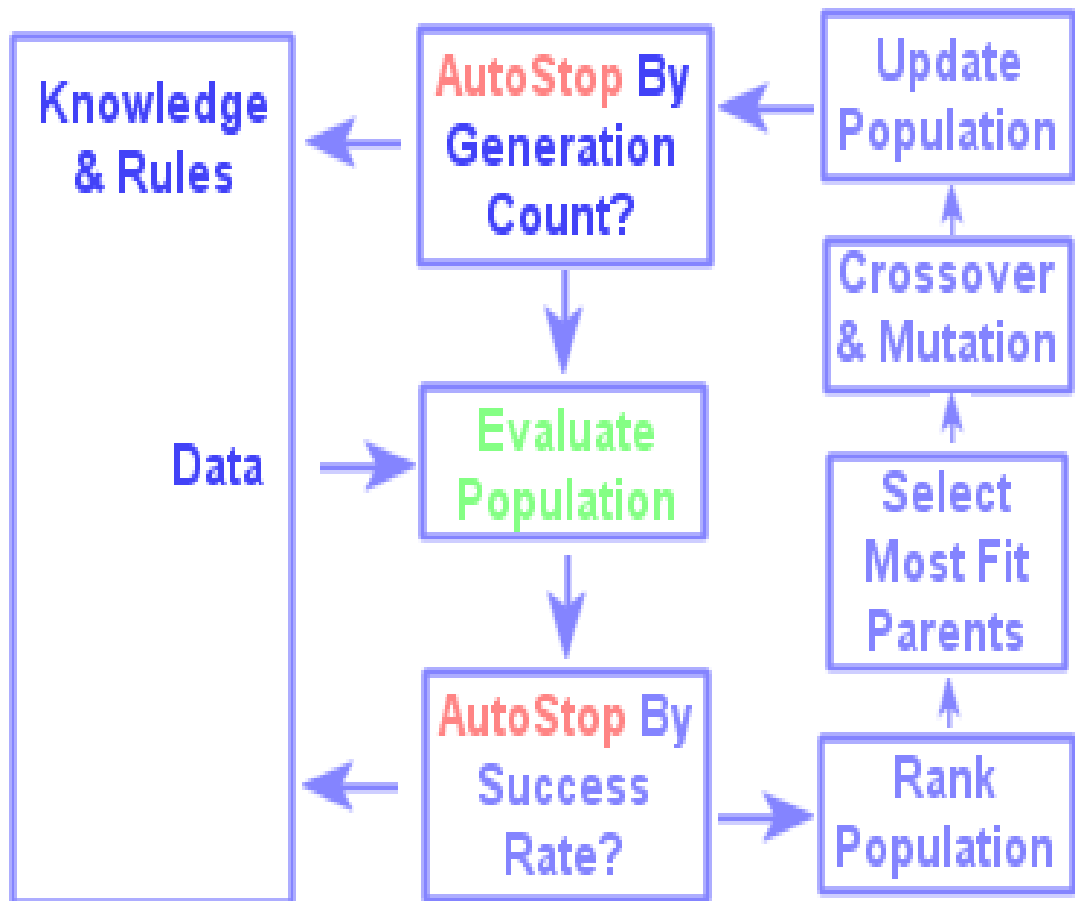 Knowledge
& Rules
Data
AutoStop By
Generation
Count?
Evaluate
Population
AutoStop By
Success
Rate?
Update
Population
Crossover
& Mutation
Select
Most Fit
Parents
Rank
Population